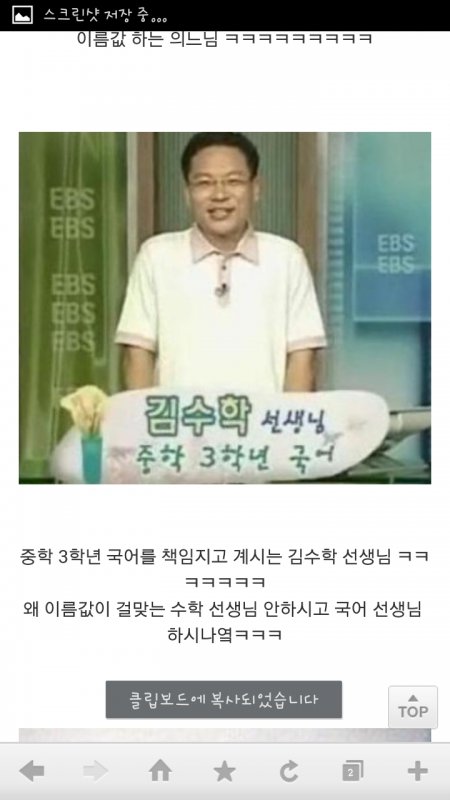 스크린샷 저장 중...
이름값 하는 의느님 ㅋㅋㅋㅋㅋㅋㅋㅋㅋ
EBS
EBS
EBS
EBS
EBS
EBS
EBS
김수학 선생님
중학 3학년 국어
중학 3학년 국어를 책임지고 계시는 김수학 선생님 ㅋㅋ
ㅋㅋㅋㅋㅋ
왜 이름값이 걸맞는 수학 선생님 안하시고 국어 선생님
하시나옄ㅋㅋㅋ
클립보드에 복사되었습니다
TOP
2